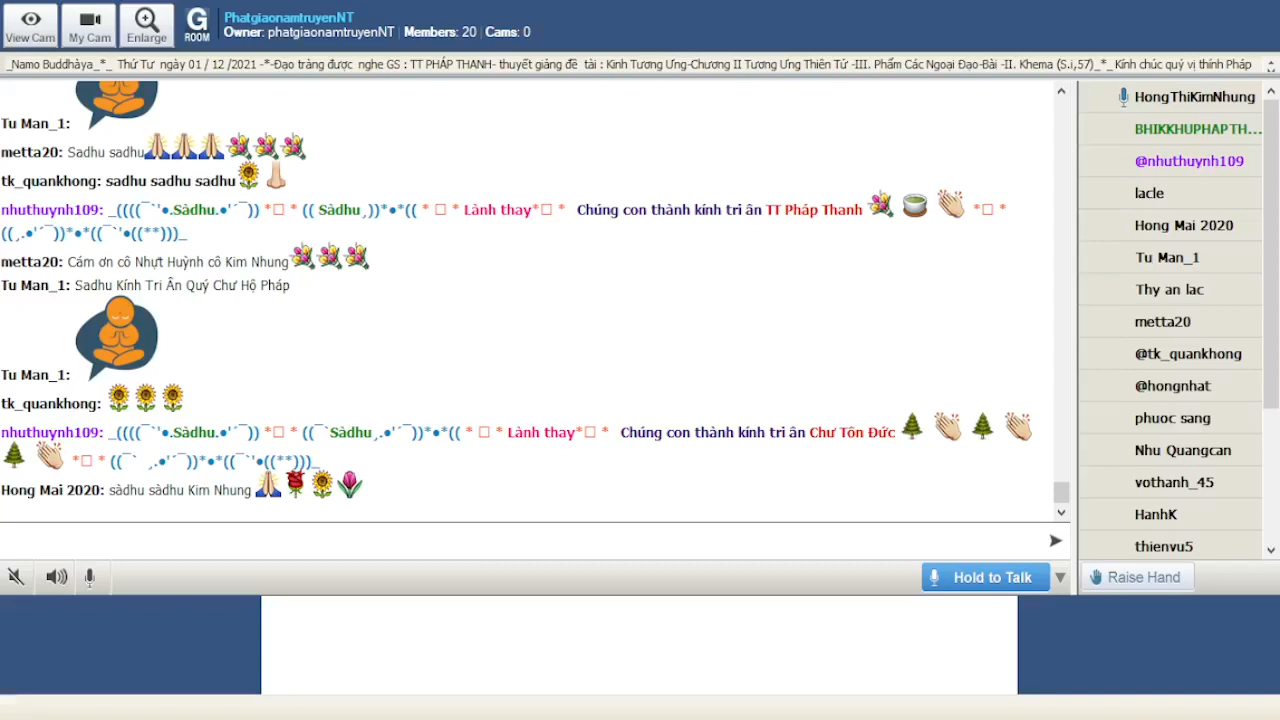 View Cam
My Cam
Enlarge
G
ROOM
PhatgiaonamtruyenNT
Owner: phatgiaonamtruyenNT | Members: 20 | Cams: 0
_Namo Buddhàya_*_ Thứ Tư ngày 01 / 12 /2021 -*-Đạo tràng được nghe GS : TT PHÁP THANH- thuyết giảng đề tài : Kinh Tương Ưng-Chương II Tương Ưng Thiên Tử -III. Phẩm Các Ngoại Đạo-Bài -II. Khema (S.i,57)_*_Kính chúc quý vị thính Pháp
Tu Man_1:
metta20: Sadhu sadhu🙏🙏🙏💐💐💐
tk_quankhong: sadhu sadhu sadhu🌻👃
nhuthuynh109: _((((¯`'•.Sàdhu.•'´¯)) *□ * (( Sàdhu¸))*•*(( * □ * Lành thay*□ * Chúng con thành kính tri ân TT Pháp Thanh 💐 🍵 👏 *□ *
((¸.•'´¯))*•*((¯`'•((**)))_
metta20: Cám ơn cô Nhựt Huỳnh cô Kim Nhung💐💐💐
Tu Man_1: Sadhu Kính Tri Ân Quý Chư Hộ Pháp
Tu Man_1:
tk_quankhong: 🌻🌻🌻
nhuthuynh109: _((((¯`'•.Sàdhu.•'´¯)) *□ * ((¯`Sàdhu¸.•'´¯))*•*(( * □ * Lành thay*□ * Chúng con thành kính tri ân Chư Tôn Đức 🌲 👏 🌲 👏
🌲 👏 *□ * ((¯` ¸.•'´¯))*•*((¯`'•((**)))_
Hong Mai 2020: sàdhu sàdhu Kim Nhung 🙏🌹🌻🌷
Hold to Talk
HongThiKimNhung
BHIKKHUPHAPTH...
@nhuthuynh109
lacle
Hong Mai 2020
Tu Man_1
Thy an lac
metta20
@tk_quankhong
@hongnhat
phuoc sang
Nhu Quangcan
vothanh_45
HanhK
thienvu5
Raise Hand